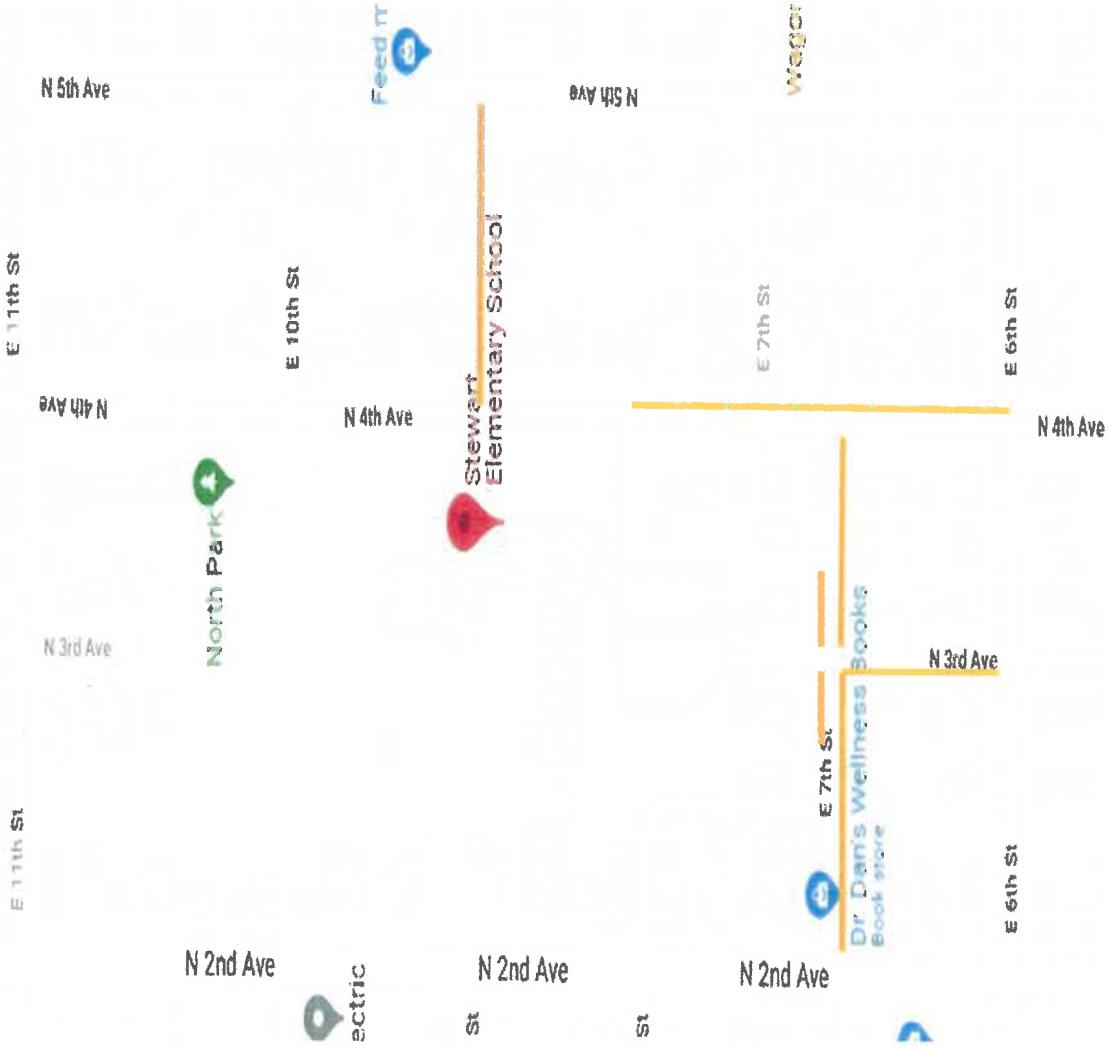 Feed m
N 5th Ave
N 5th Ave
Wagon
E 11th St
E 10th St
E 7th St
E 6th St
N 4th Ave
N 4th Ave
N 4th Ave
Stewart
Elementary School
North Park
N 3rd Ave
N 3rd Ave
E 7th St
E 11th St
Dr. Dan's Wellness Books
Book store
E 6th St
N 2nd Ave
N 2nd Ave
N 2nd Ave
ectric
St
St